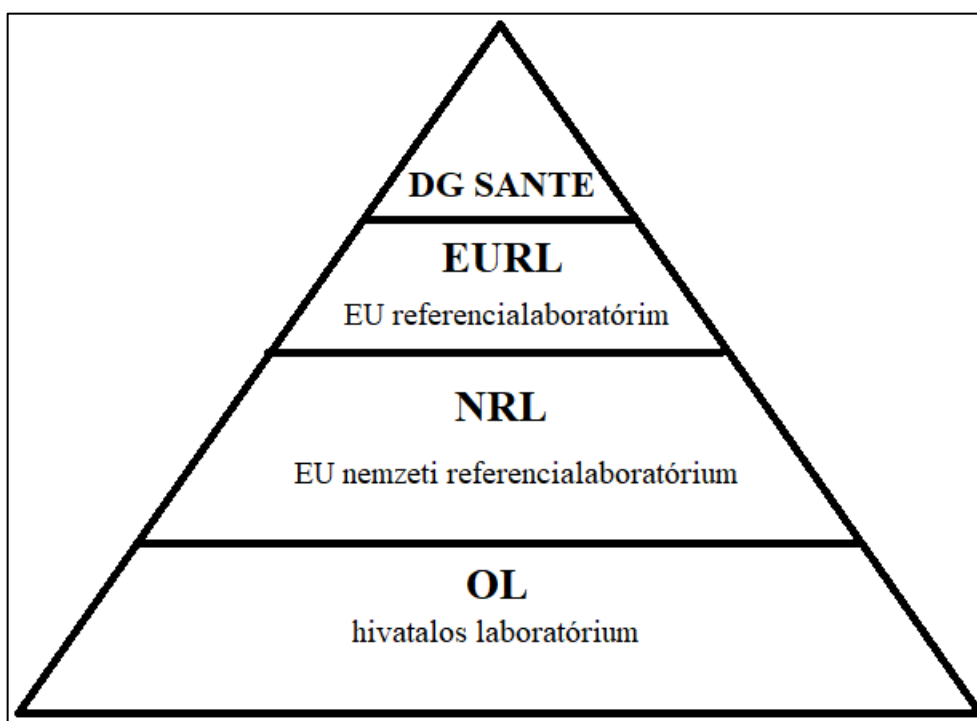 DG SANTE
EURL
EU referencialaboratórim
NRL
EU nemzeti referencialaboratórium
OL
hivatalos laboratórium